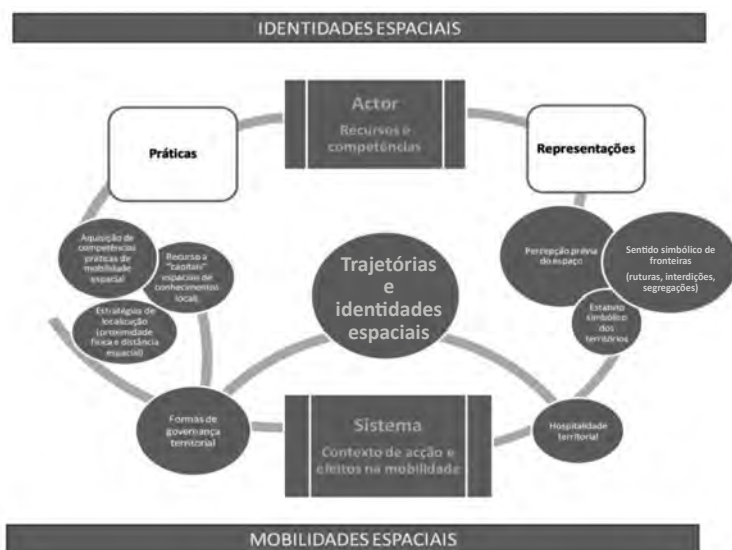 IDENTIDADES ESPACIAIS
Actor
Recursos e
competências
Práticas
Representações
Aquisição de
competências
práticas de
mobilidade
espacial
Recurso a
"capitais"
espaciais de
conhecimentos
locais
Estratégias de
localização
(proximidade
física e distância
espacial)
Percepção prévia
do espaço
Sentido simbólico de
fronteiras
(ruturas, interdições,
segregações)
Estatuto
simbólico
dos
territórios
Trajetórias
e
identidades
espaciais
Formas de
governança
territorial
Sistema
Contexto de acção e
efeitos na mobilidade
Hospitalidade
territorial
MOBILIDADES ESPACIAIS